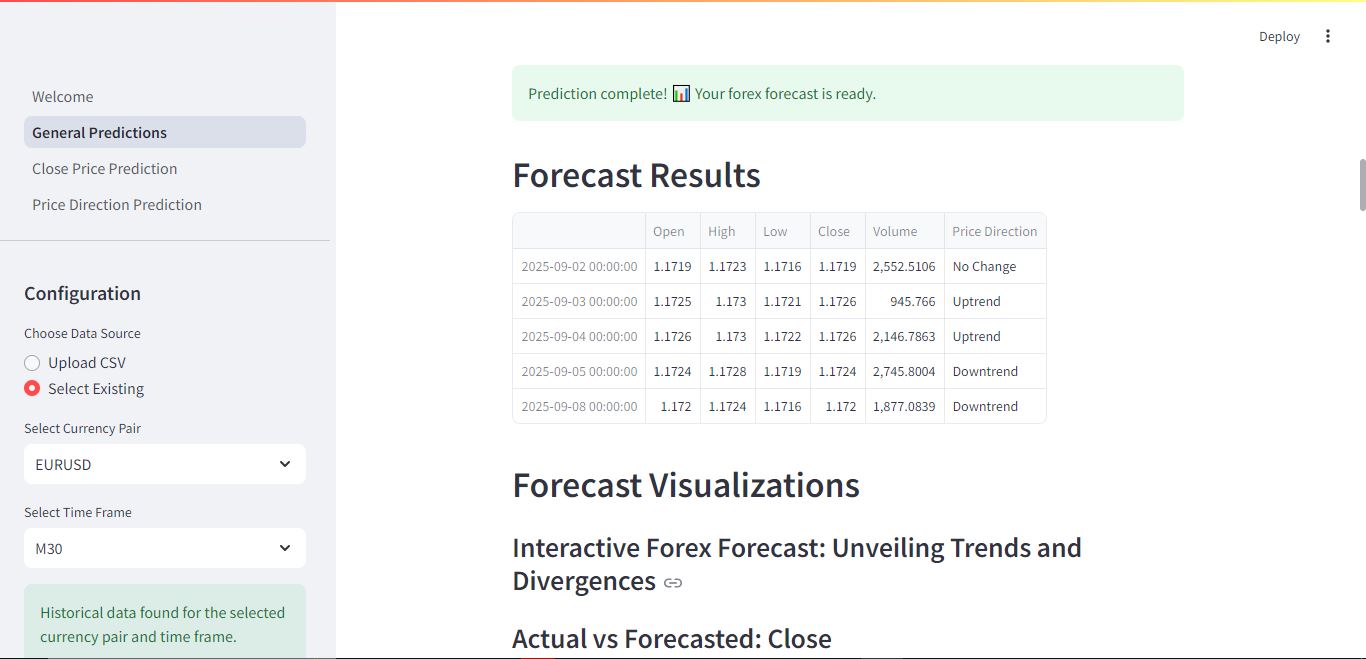 Deploy
Welcome
General Predictions
Close Price Prediction
Price Direction Prediction
Configuration
Choose Data Source
Upload CSV
Select Existing
Select Currency Pair
EURUSD
Select Time Frame
M30
Historical data found for the selected
currency pair and time frame.
Prediction complete! 📊 Your forex forecast is ready.
Forecast Results
Open High Low Close Volume Price Direction
2025-09-02 00:00:00 1.1719 1.1723 1.1716 1.1719 2,552.5106 No Change
2025-09-03 00:00:00 1.1725 1.173 1.1721 1.1726 945.766 Uptrend
2025-09-04 00:00:00 1.1726 1.173 1.1722 1.1726 2,146.7863 Uptrend
2025-09-05 00:00:00 1.1724 1.1728 1.1719 1.1724 2,745.8004 Downtrend
2025-09-08 00:00:00 1.172 1.1724 1.1716 1.172 1,877.0839 Downtrend
Forecast Visualizations
Interactive Forex Forecast: Unveiling Trends and
Divergences
Actual vs Forecasted: Close